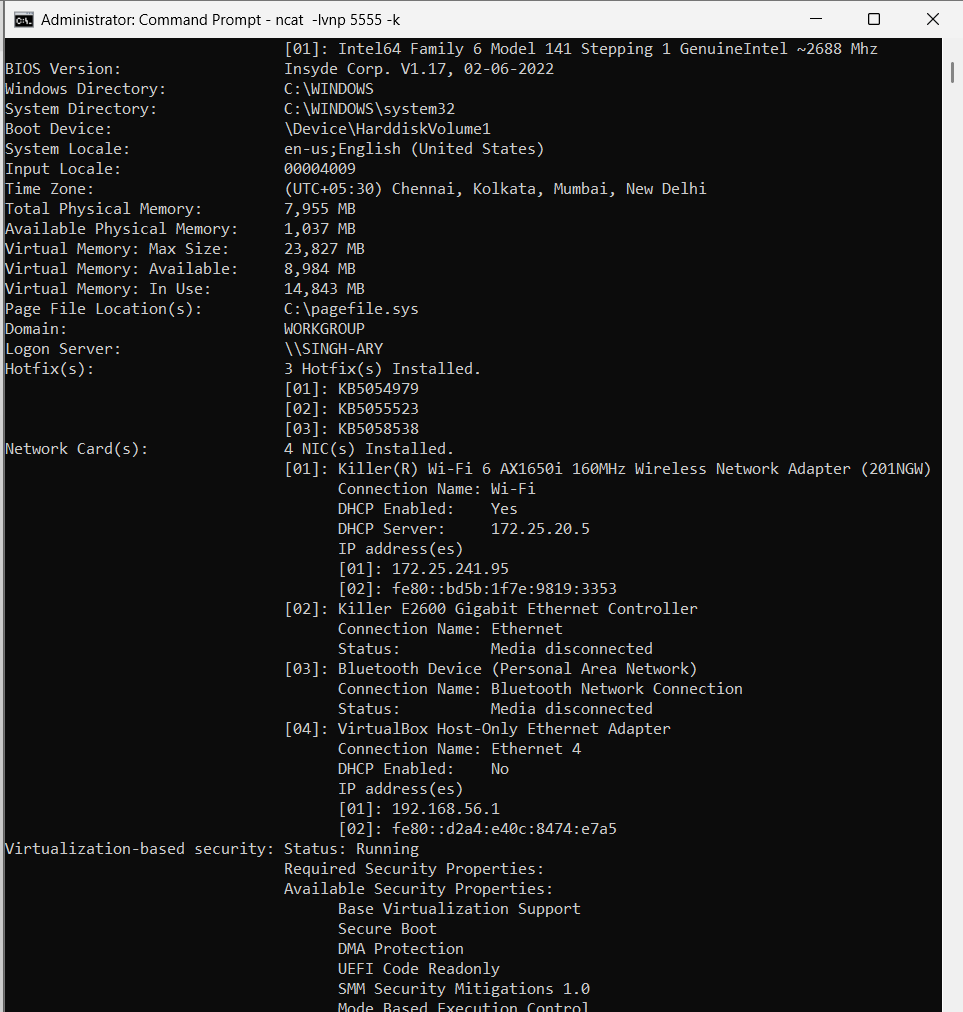 Administrator: Command Prompt - ncat  -lvnp 5555 -k
[01]: Intel64 Family 6 Model 141 Stepping 1 GenuineIntel ~2688 Mhz
BIOS Version: Insyde Corp. V1.17, 02-06-2022
Windows Directory: C:\WINDOWS
System Directory: C:\WINDOWS\system32
Boot Device: \Device\HarddiskVolume1
System Locale: en-us;English (United States)
Input Locale: 00004009
Time Zone: (UTC+05:30) Chennai, Kolkata, Mumbai, New Delhi
Total Physical Memory: 7,955 MB
Available Physical Memory: 1,037 MB
Virtual Memory: Max Size: 23,827 MB
Virtual Memory: Available: 8,984 MB
Virtual Memory: In Use: 14,843 MB
Page File Location(s): C:\pagefile.sys
Domain: WORKGROUP
Logon Server: \\SINGH-ARY
Hotfix(s): 3 Hotfix(s) Installed.
[01]: KB5054979
[02]: KB5055523
[03]: KB5058538
Network Card(s): 4 NIC(s) Installed.
[01]: Killer(R) Wi-Fi 6 AX1650i 160MHz Wireless Network Adapter (201NGW)
Connection Name: Wi-Fi
DHCP Enabled: Yes
DHCP Server: 172.25.20.5
IP address(es)
[01]: 172.25.241.95
[02]: fe80::bd5b:1f7e:9819:3353
[02]: Killer E2600 Gigabit Ethernet Controller
Connection Name: Ethernet
Status: Media disconnected
[03]: Bluetooth Device (Personal Area Network)
Connection Name: Bluetooth Network Connection
Status: Media disconnected
[04]: VirtualBox Host-Only Ethernet Adapter
Connection Name: Ethernet 4
DHCP Enabled: No
IP address(es)
[01]: 192.168.56.1
[02]: fe80::d2a4:e40c:8474:e7a5
Virtualization-based security: Status: Running
Required Security Properties:
Available Security Properties:
Base Virtualization Support
Secure Boot
DMA Protection
UEFI Code Readonly
SMM Security Mitigations 1.0
Mode Based Execution Control